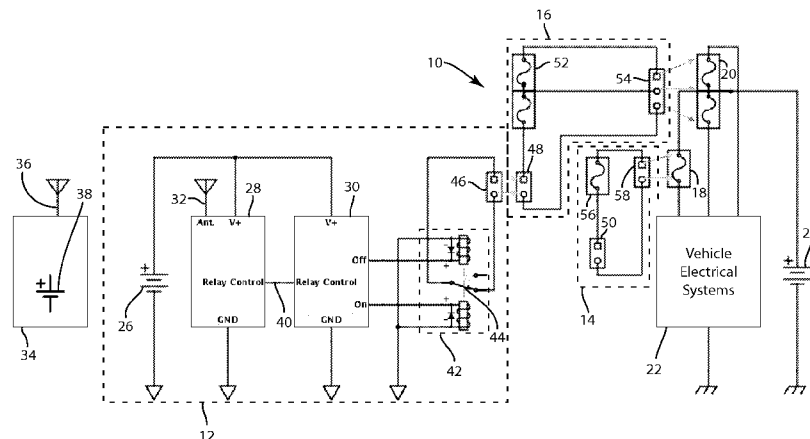 16
10
52
54
20
36
38
32
28
30
46
48
58
18
56
50
Ant. V+
V+
Off
Relay Control
Relay Control
On
GND
GND
40
44
42
26
34
12
14
Vehicle
Electrical
Systems
22